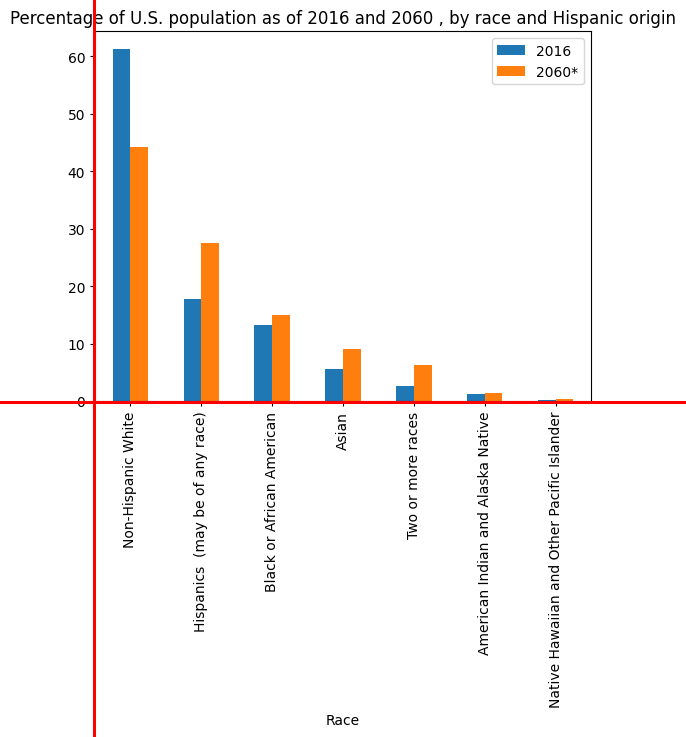 Percentage of U.S. population as of 2016 and 2060 , by race and Hispanic origin
2016
2060*
60
50
40
30
20
10
0
Non-Hispanic White
Hispanics  (may be of any race)
Black or African American
Asian
Two or more races
American Indian and Alaska Native
Native Hawaiian and Other Pacific Islander
Race